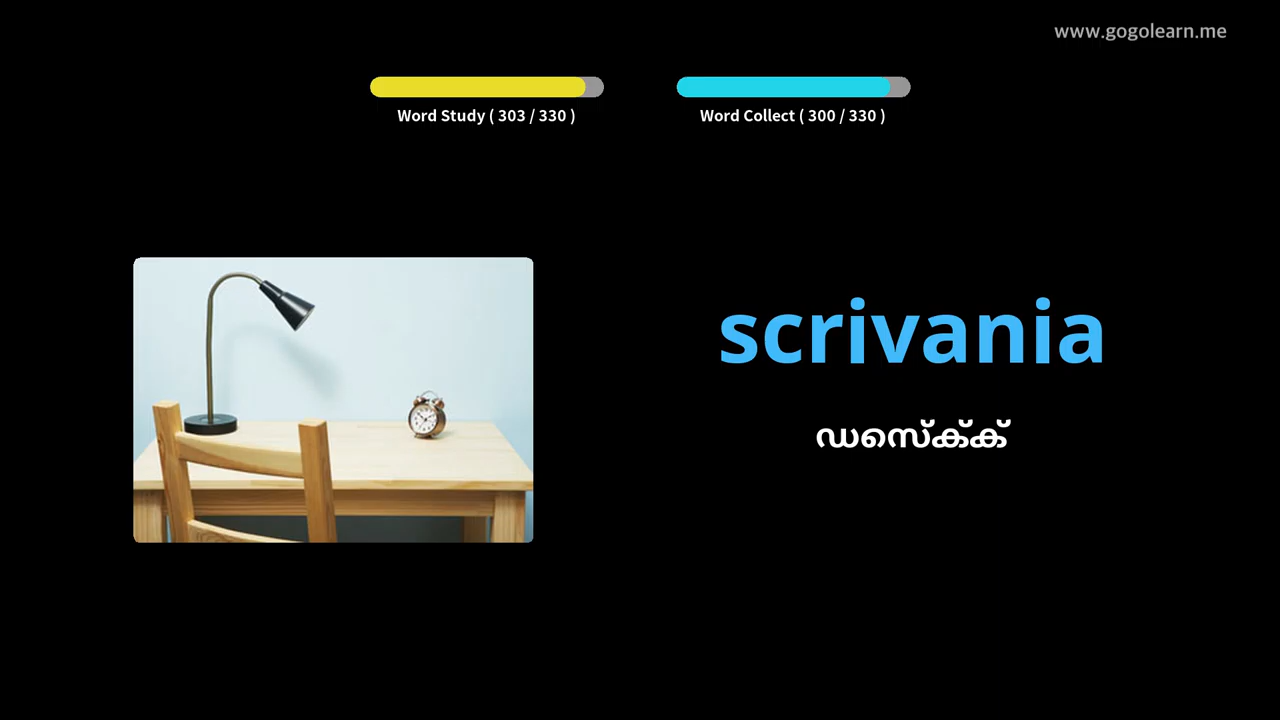 www.gogolearn.me
Word Study ( 303 / 330 )
Word Collect ( 300 / 330 )
scrivania
ഡെസ്ക്ക്